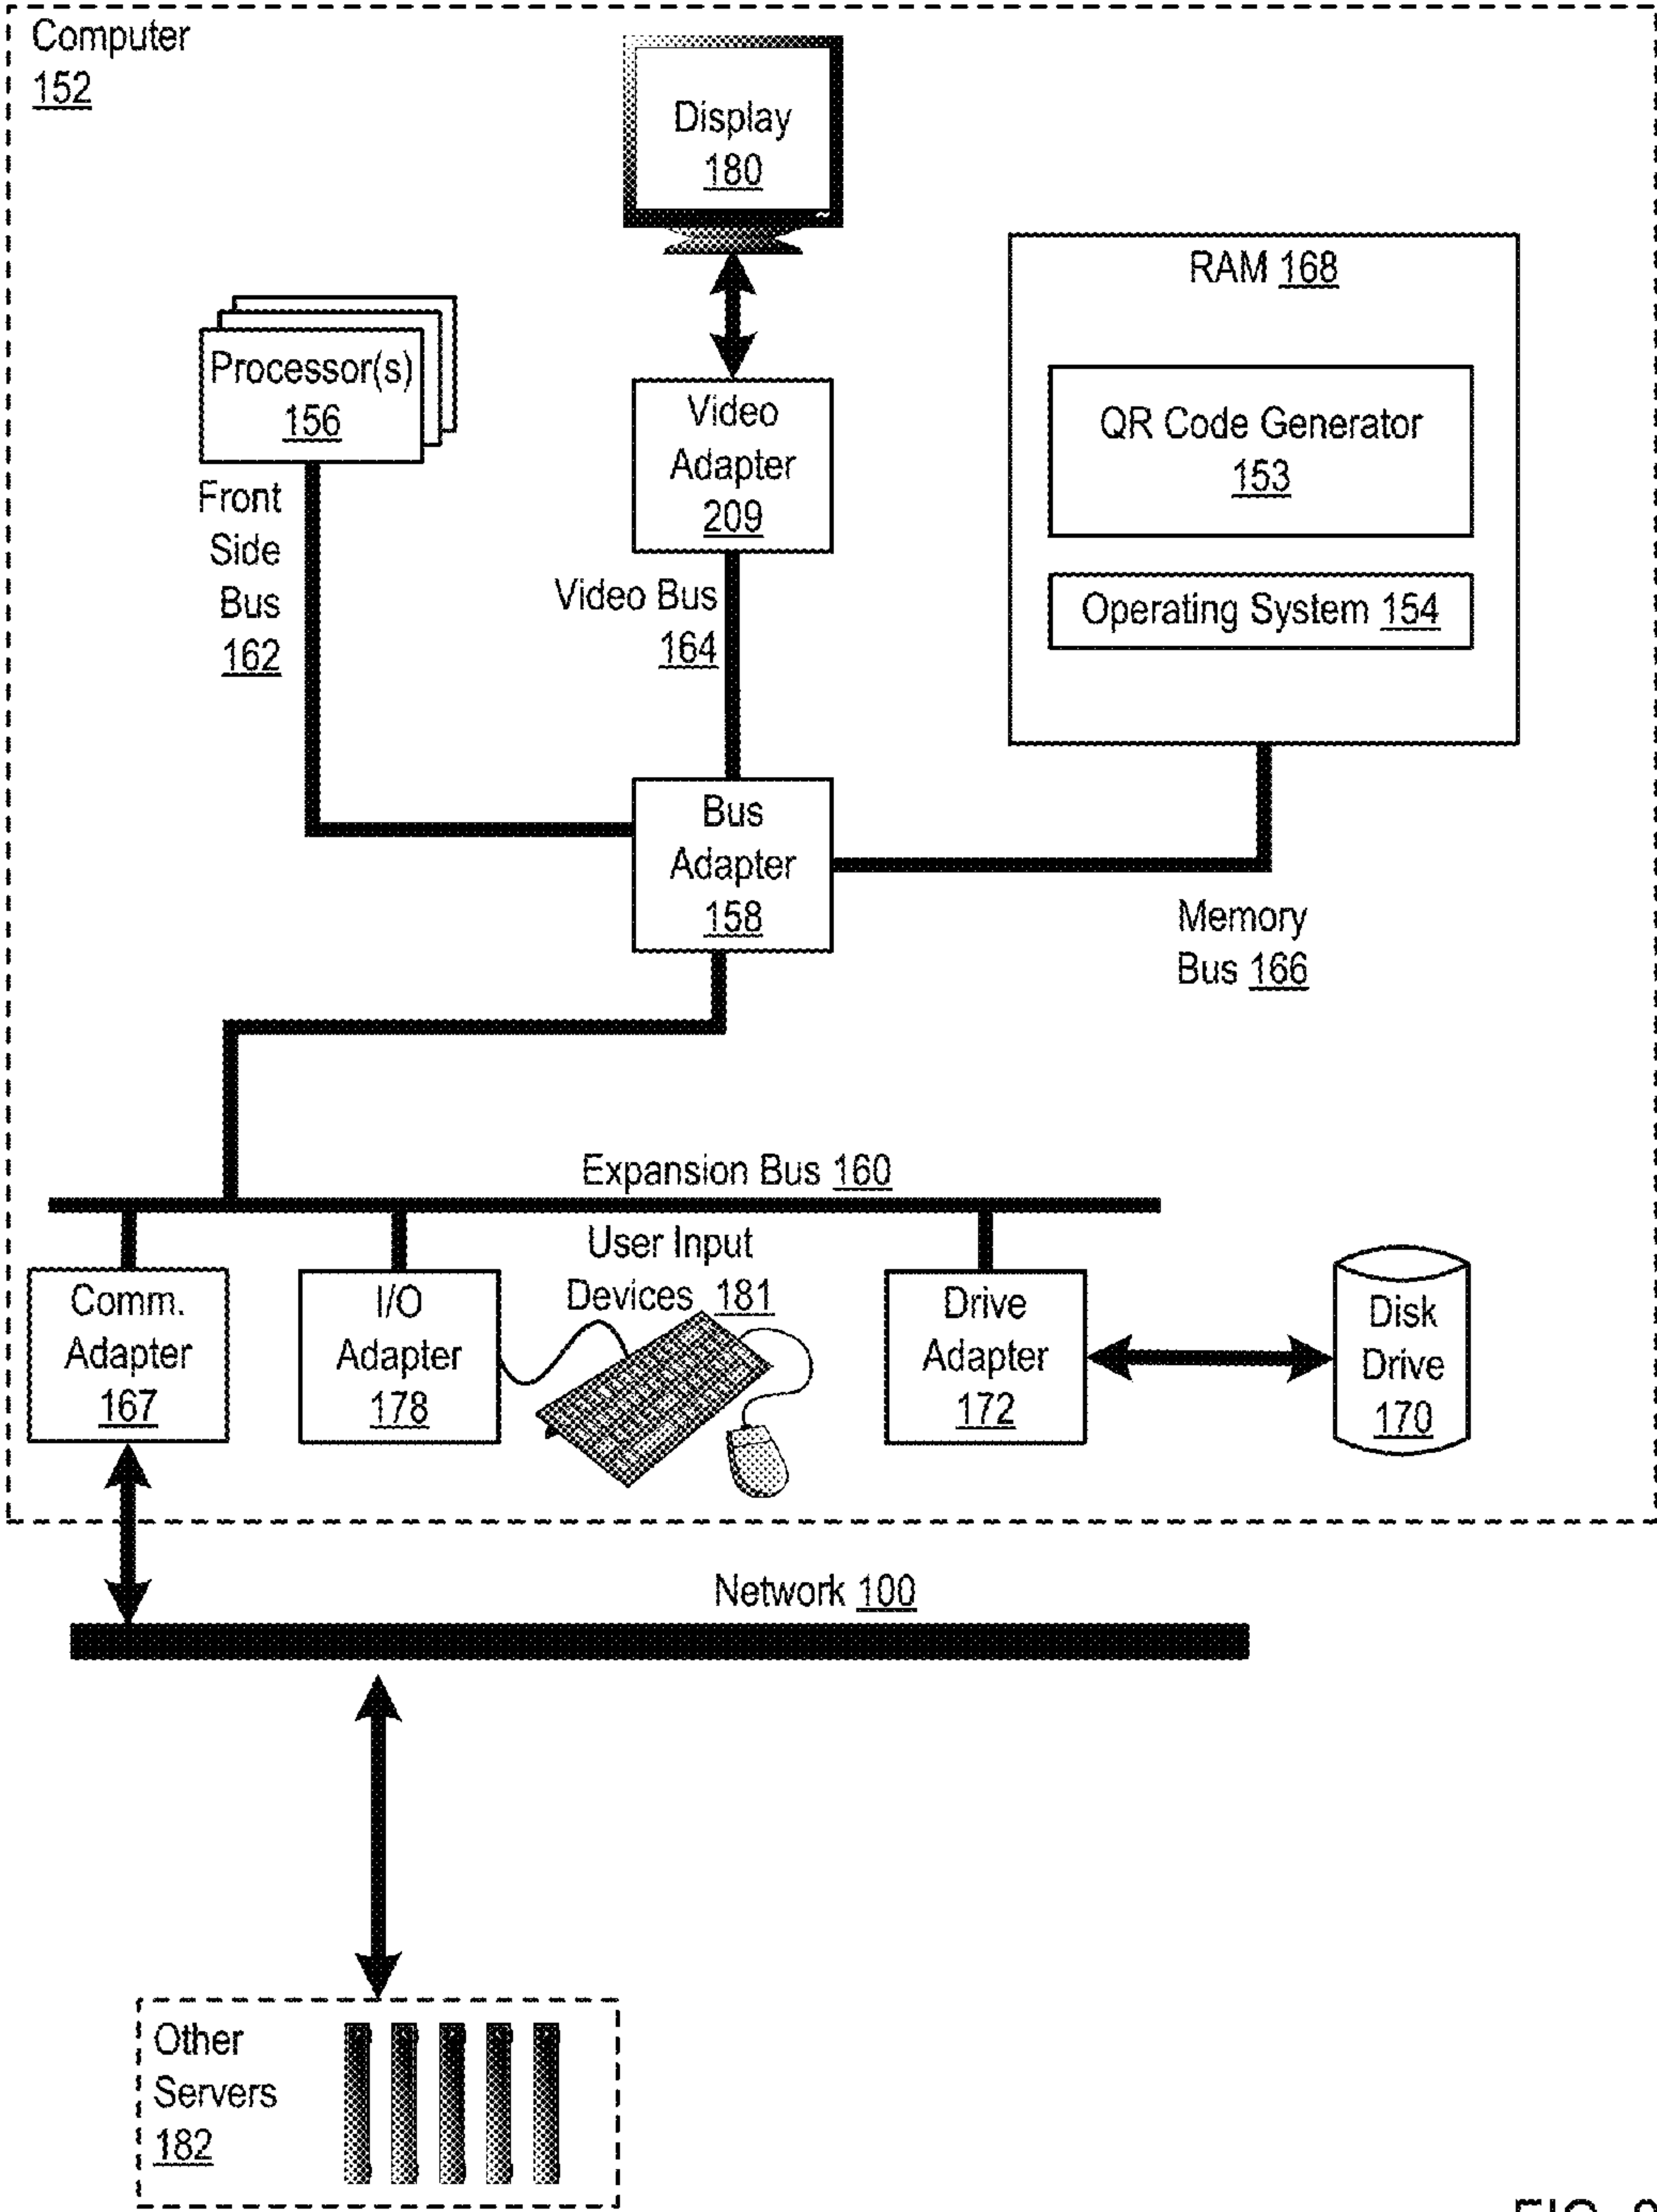 Computer
152
Display
180
RAM 168
Processor(s)
156
Video
Adapter
209
QR Code Generator
153
Operating System 154
Front
Side
Bus
162
Video Bus
164
Bus
Adapter
158
Memory
Bus 166
Expansion Bus 160
User Input
Devices 181
Comm.
Adapter
167
I/O
Adapter
178
Drive
Adapter
172
Disk
Drive
170
Network 100
Other
Servers
182
FIG.